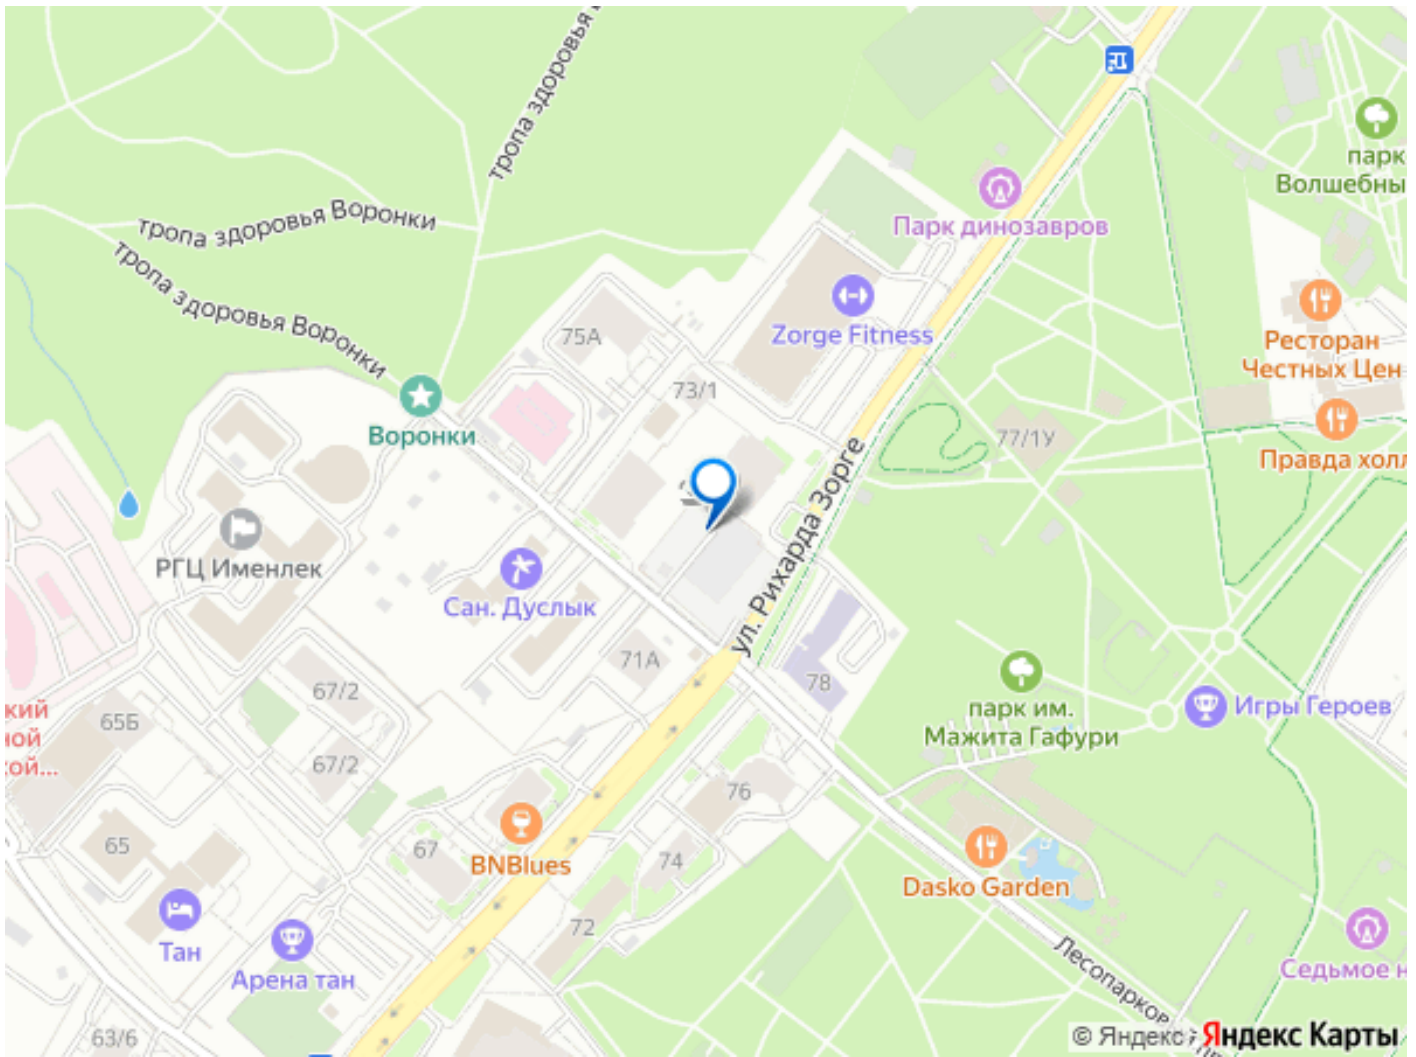 тропа здоровья
парк
Волшебны
Парк динозавров
тропа здоровья Воронки
тропа здоровья Воронки
75А
Zorge Fitness
Ресторан
Честных Цен
73/1
Воронки
77/1У
Правда холл
ул. Рихарда Зорге
РГЦ Именлек
Сан. Дуслык
71А
78
парк им.
Мажита Гафури
Игры Героев
67/2
кий
ной
кой...
65Б
67/2
76
65
67
BNBlues
74
Dasko Garden
72
Тан
Арена тан
Седьмое н
Лесопарков
63/6
© Яндекс
Яндекс Карты